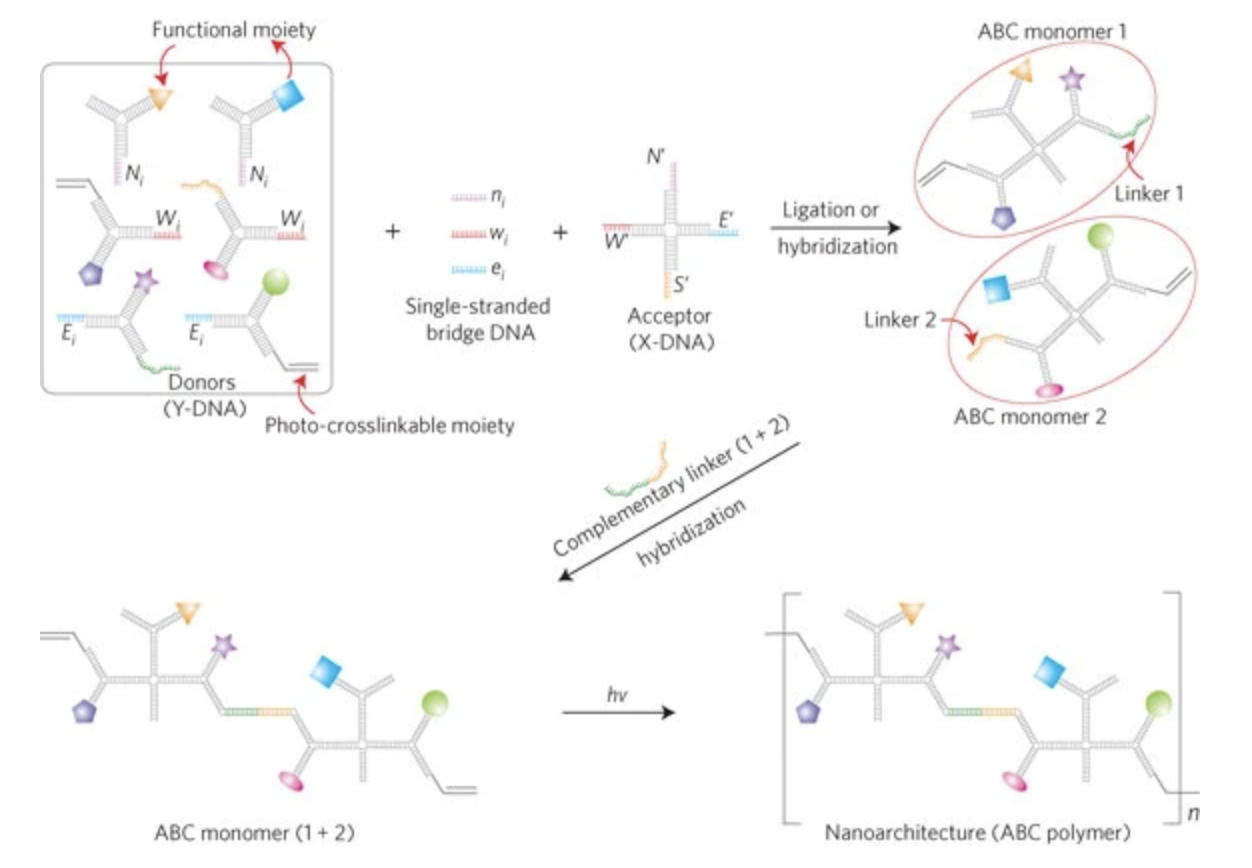 Functional moiety
ABC monomer 1
N_i
N_i
W_i
W_i
E_i
E_i
Donors
(Y-DNA)
Photo-crosslinkable moiety
+
n_i
w_i
e_i
Single-stranded
bridge DNA
+
N'
W'
E'
S'
Acceptor
(X-DNA)
Ligation or
hybridization
Linker 1
Linker 2
ABC monomer 2
Complementary linker (1 + 2)
hybridization
ABC monomer (1 + 2)
hν
n
Nanoarchitecture (ABC polymer)